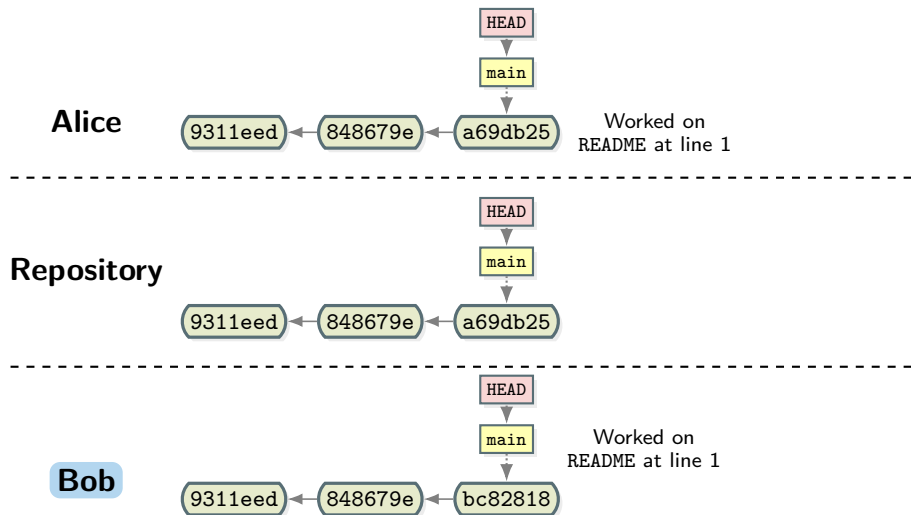 HEAD
main
Alice
9311eed 848679e a69db25
Worked on
README at line 1
HEAD
main
Repository
9311eed 848679e a69db25
HEAD
main
Worked on
README at line 1
Bob
9311eed 848679e bc82818